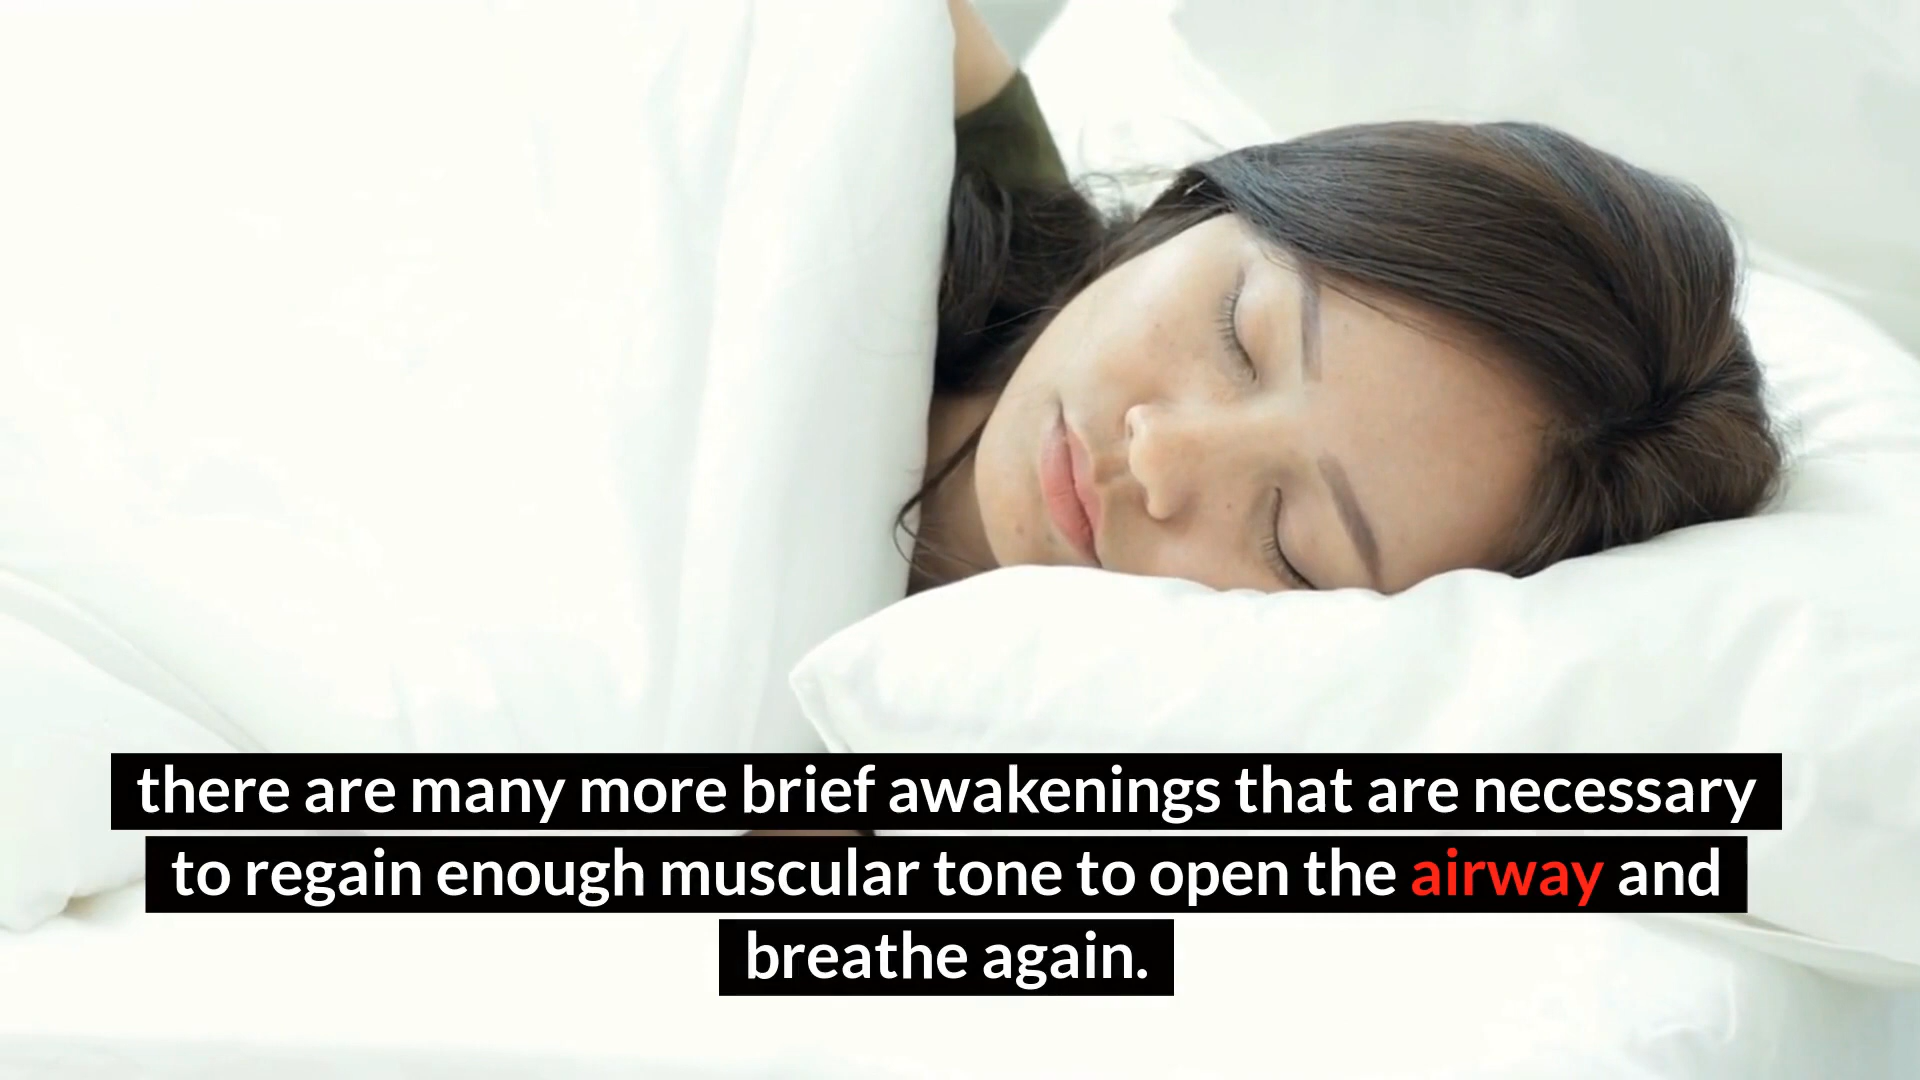 there are many more brief awakenings that are necessary
to regain enough muscular tone to open the airway and
breathe again.